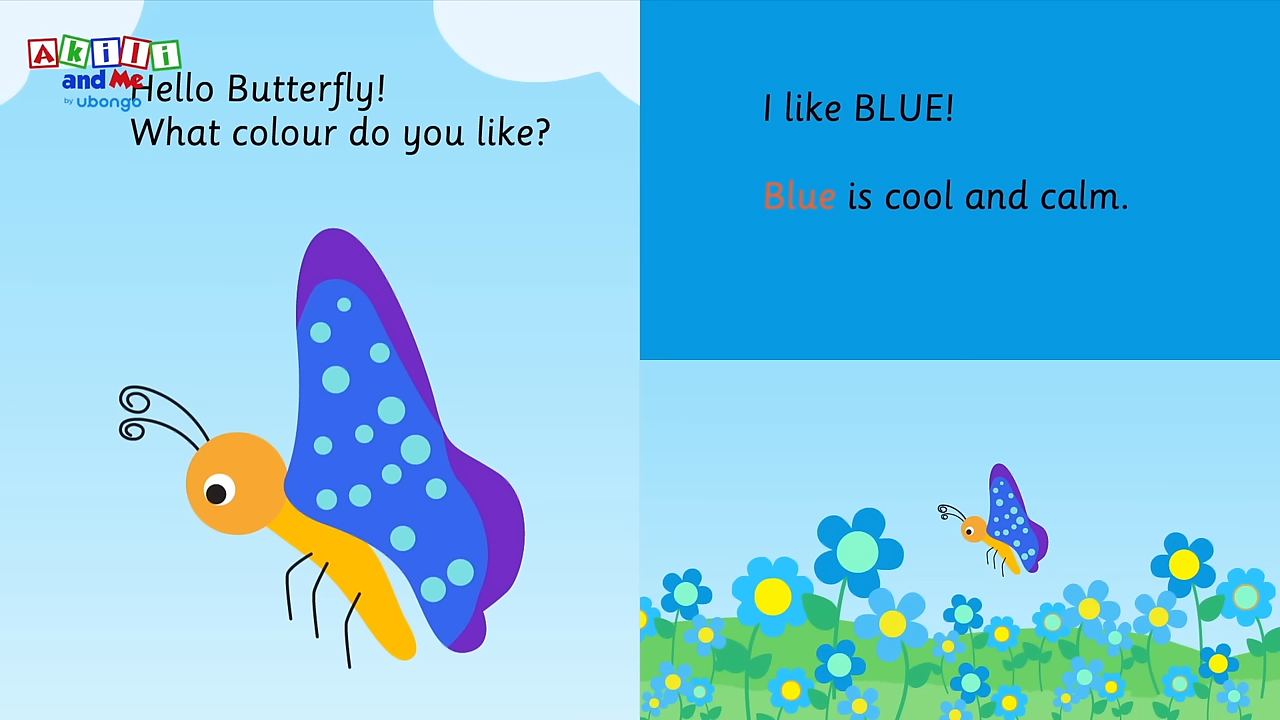 Akili
and Me
by ubongo
Hello Butterfly!
What colour do you like?
I like BLUE!
Blue is cool and calm.